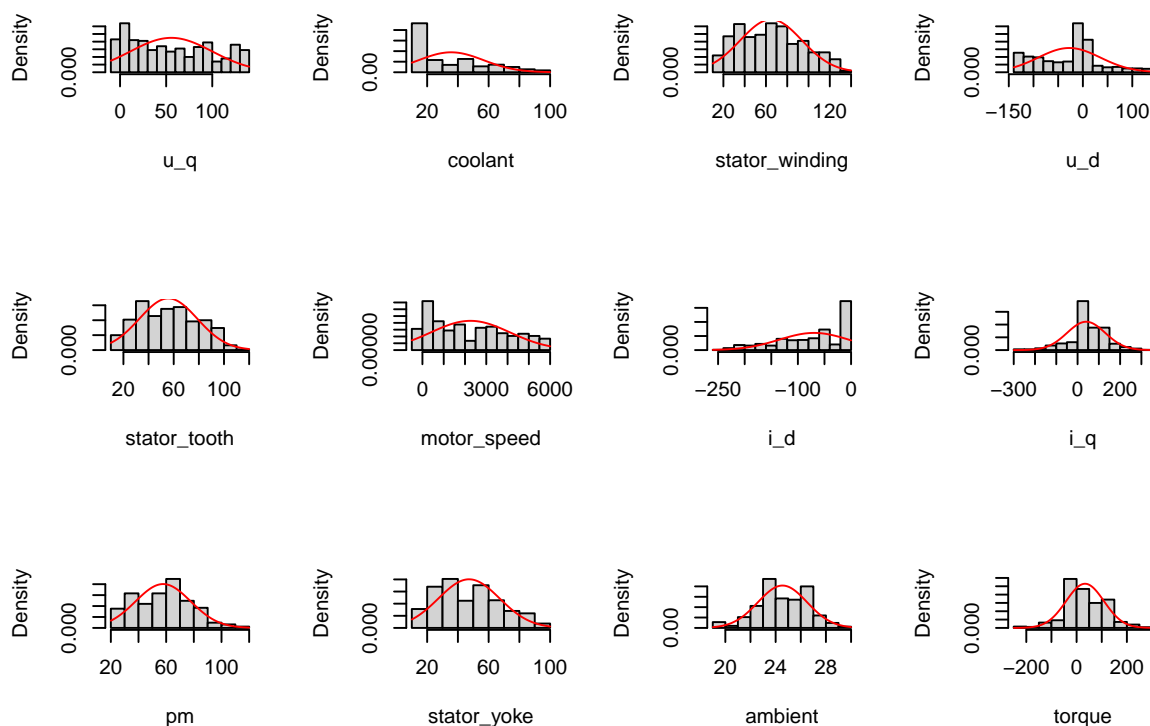 Density
0.000
0 50 100
u_q
Density
0.00
20 60 100
coolant
Density
0.000
20 60 120
stator_winding
Density
0.000
−150 0 100
u_d
Density
0.000
20 60 100
stator_tooth
Density
0.00000
0 3000 6000
motor_speed
Density
0.000
−250 −100 0
i_d
Density
0.000
−300 0 200
i_q
Density
0.000
20 60 100
pm
Density
0.000
20 60 100
stator_yoke
Density
0.00
20 24 28
ambient
Density
0.000
−200 0 200
torque